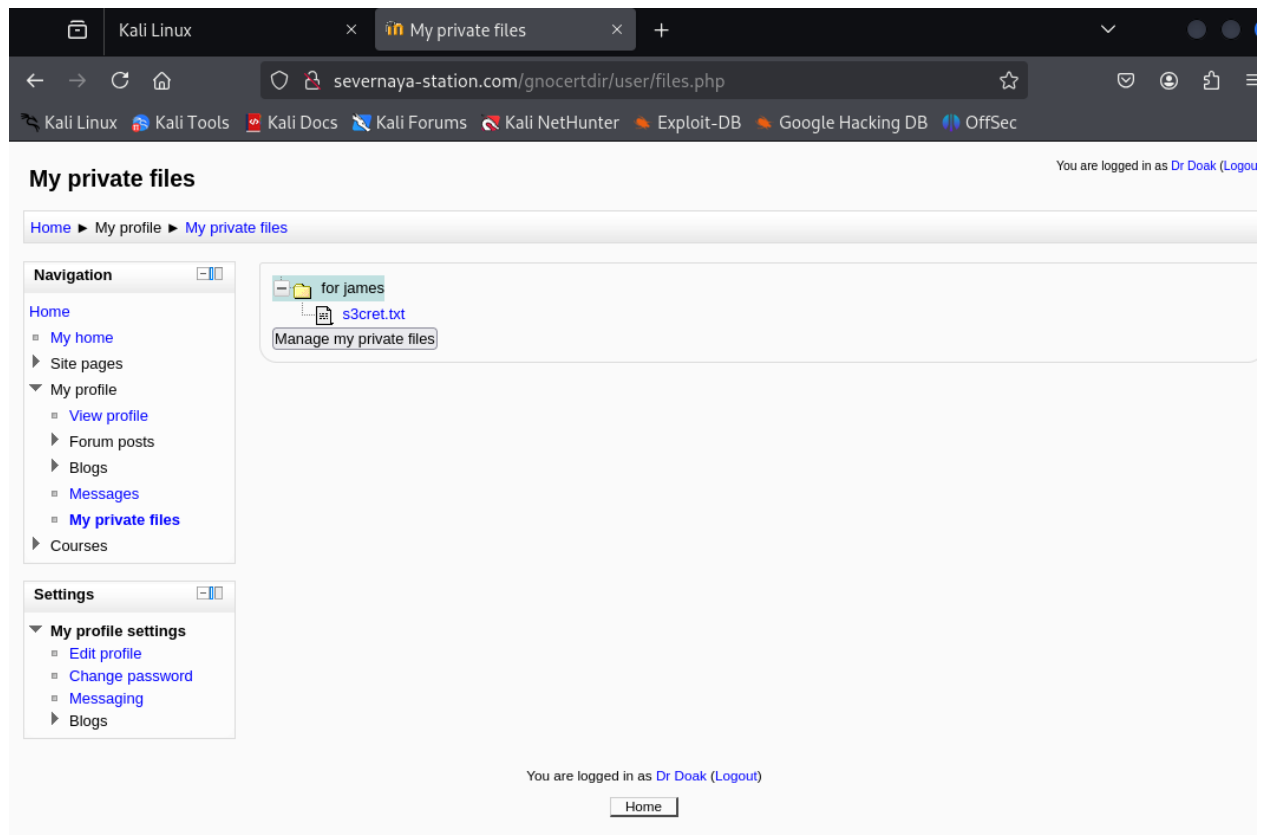 Kali Linux
My private files
severnaya-station.com/gnocertdir/user/files.php
Kali Linux Kali Tools Kali Docs Kali Forums Kali NetHunter Exploit-DB Google Hacking DB OffSec
My private files
You are logged in as Dr Doak (Logou
Home ► My profile ► My private files
Navigation
Home
My home
Site pages
My profile
View profile
Forum posts
Blogs
Messages
My private files
Courses
Settings
My profile settings
Edit profile
Change password
Messaging
Blogs
for james
s3cret.txt
Manage my private files
You are logged in as Dr Doak (Logout)
Home